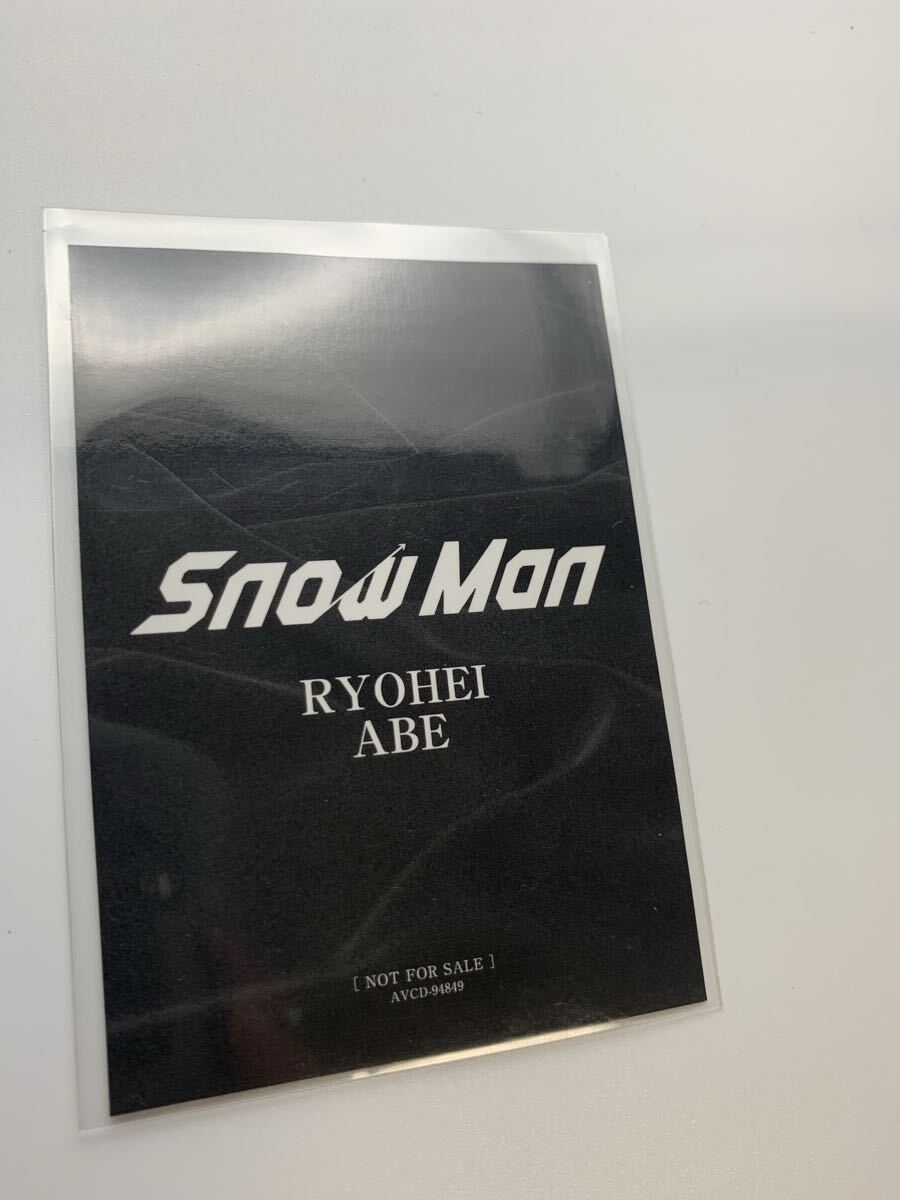 Snow Man
RYOHEI
ABE
[ NOT FOR SALE ]
AVCD-94849